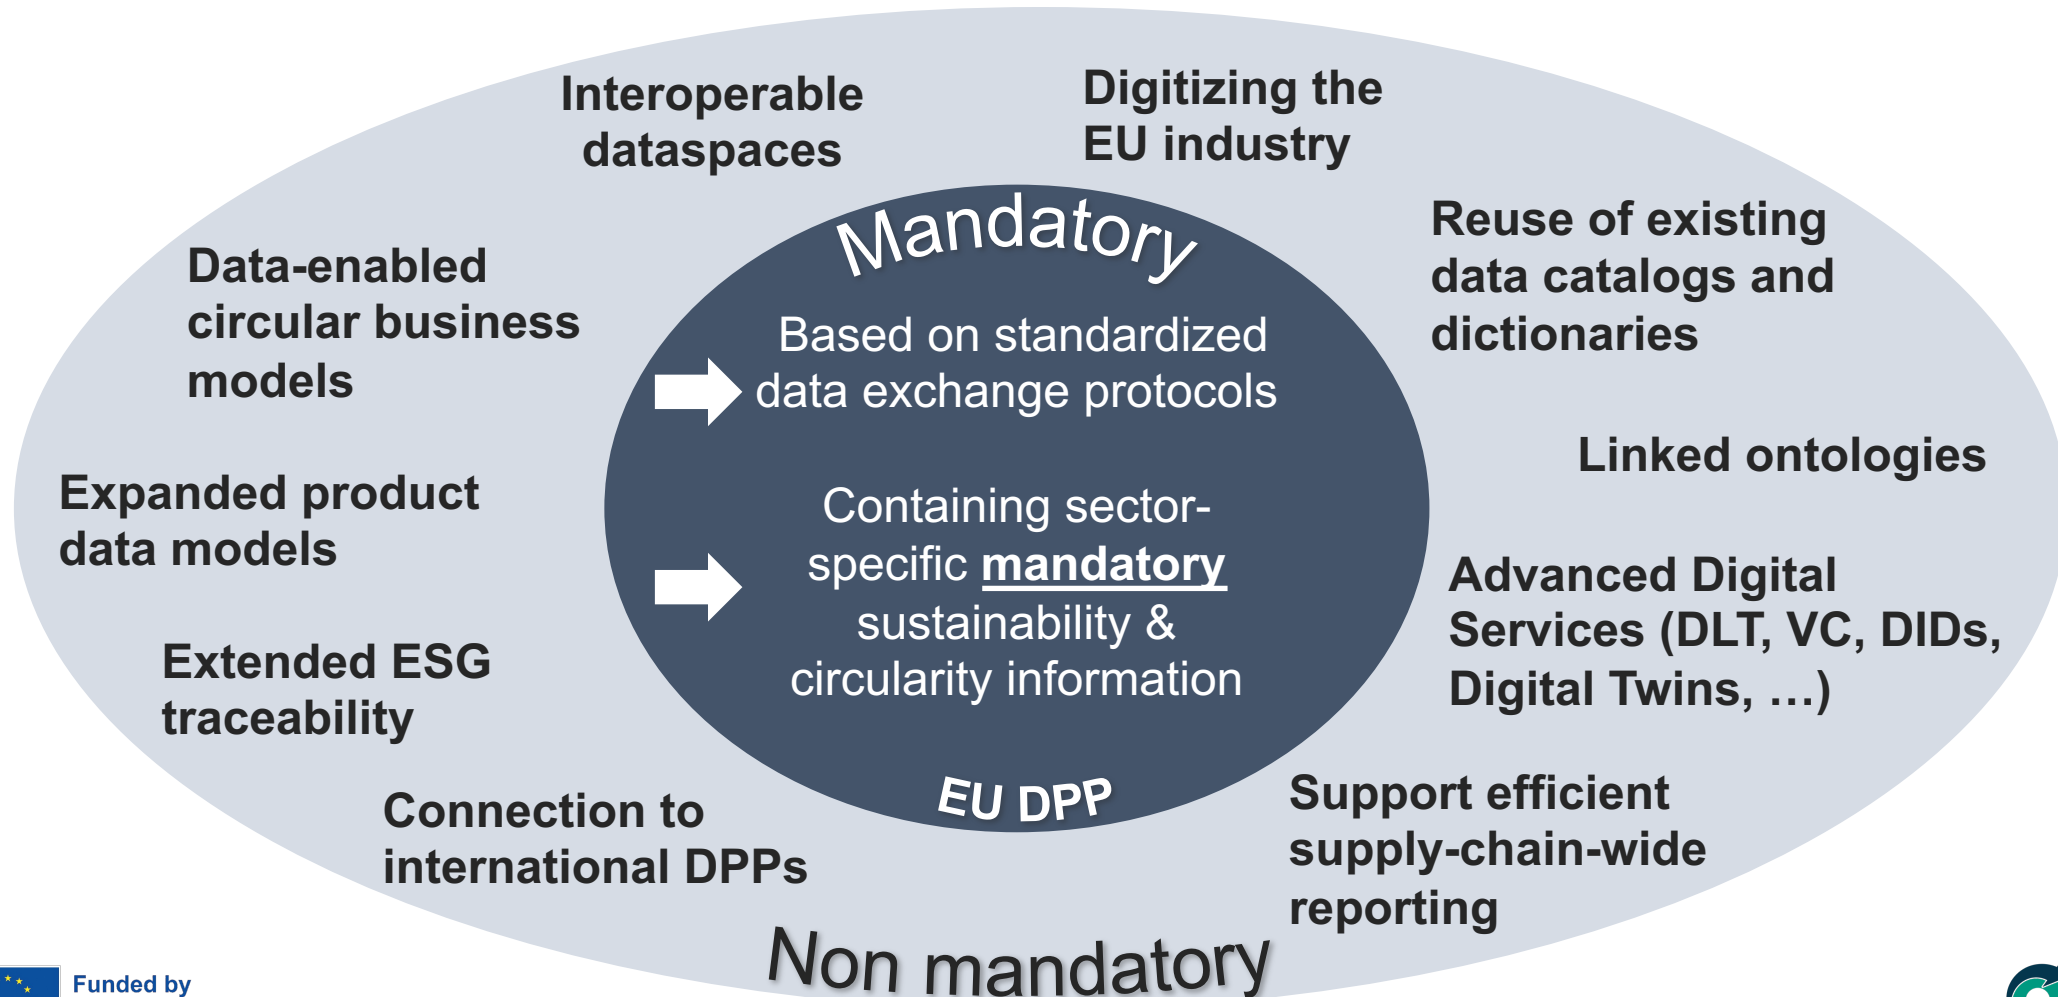 Interoperable
dataspaces
Digitizing the
EU industry
Data-enabled
circular business
models
Reuse of existing
data catalogs and
dictionaries
Mandatory
Based on standardized
data exchange protocols
Containing sector-
specific mandatory
sustainability &
circularity information
EU DPP
Expanded product
data models
Linked ontologies
Extended ESG
traceability
Advanced Digital
Services (DLT, VC, DIDs,
Digital Twins, …)
Connection to
international DPPs
Support efficient
supply-chain-wide
reporting
Non mandatory
Funded by